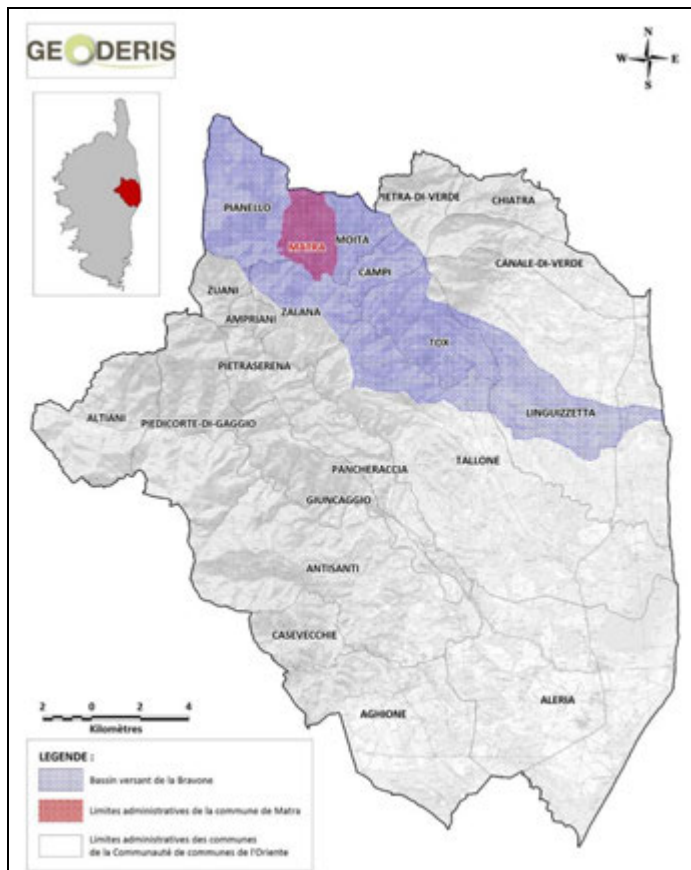 GEODERIS
N
W E
S
PIANELLO
PIETRA-DI-VERDE
CHIATRA
MATRA
MOITA
CANALE-DI-VERDE
CAMPI
ZUANI
AMPRIANI
ZALANA
TOX
PIETRASERENA
LINGUIZZETTA
ALTIANI
PIEDICORTE-DI-GAGGIO
TALLONE
PANCHERACCIA
GIUNCAGGIO
ANTISANTI
CASEVECCHIE
ALERIA
AGHIONE
2 0 2 4
Kilomètres
LEGENDE :
Bassin versant de la Bravone
Limites administratives de la commune de Matra
Limites administratives des communes
de la Communauté de communes de l'Oriente